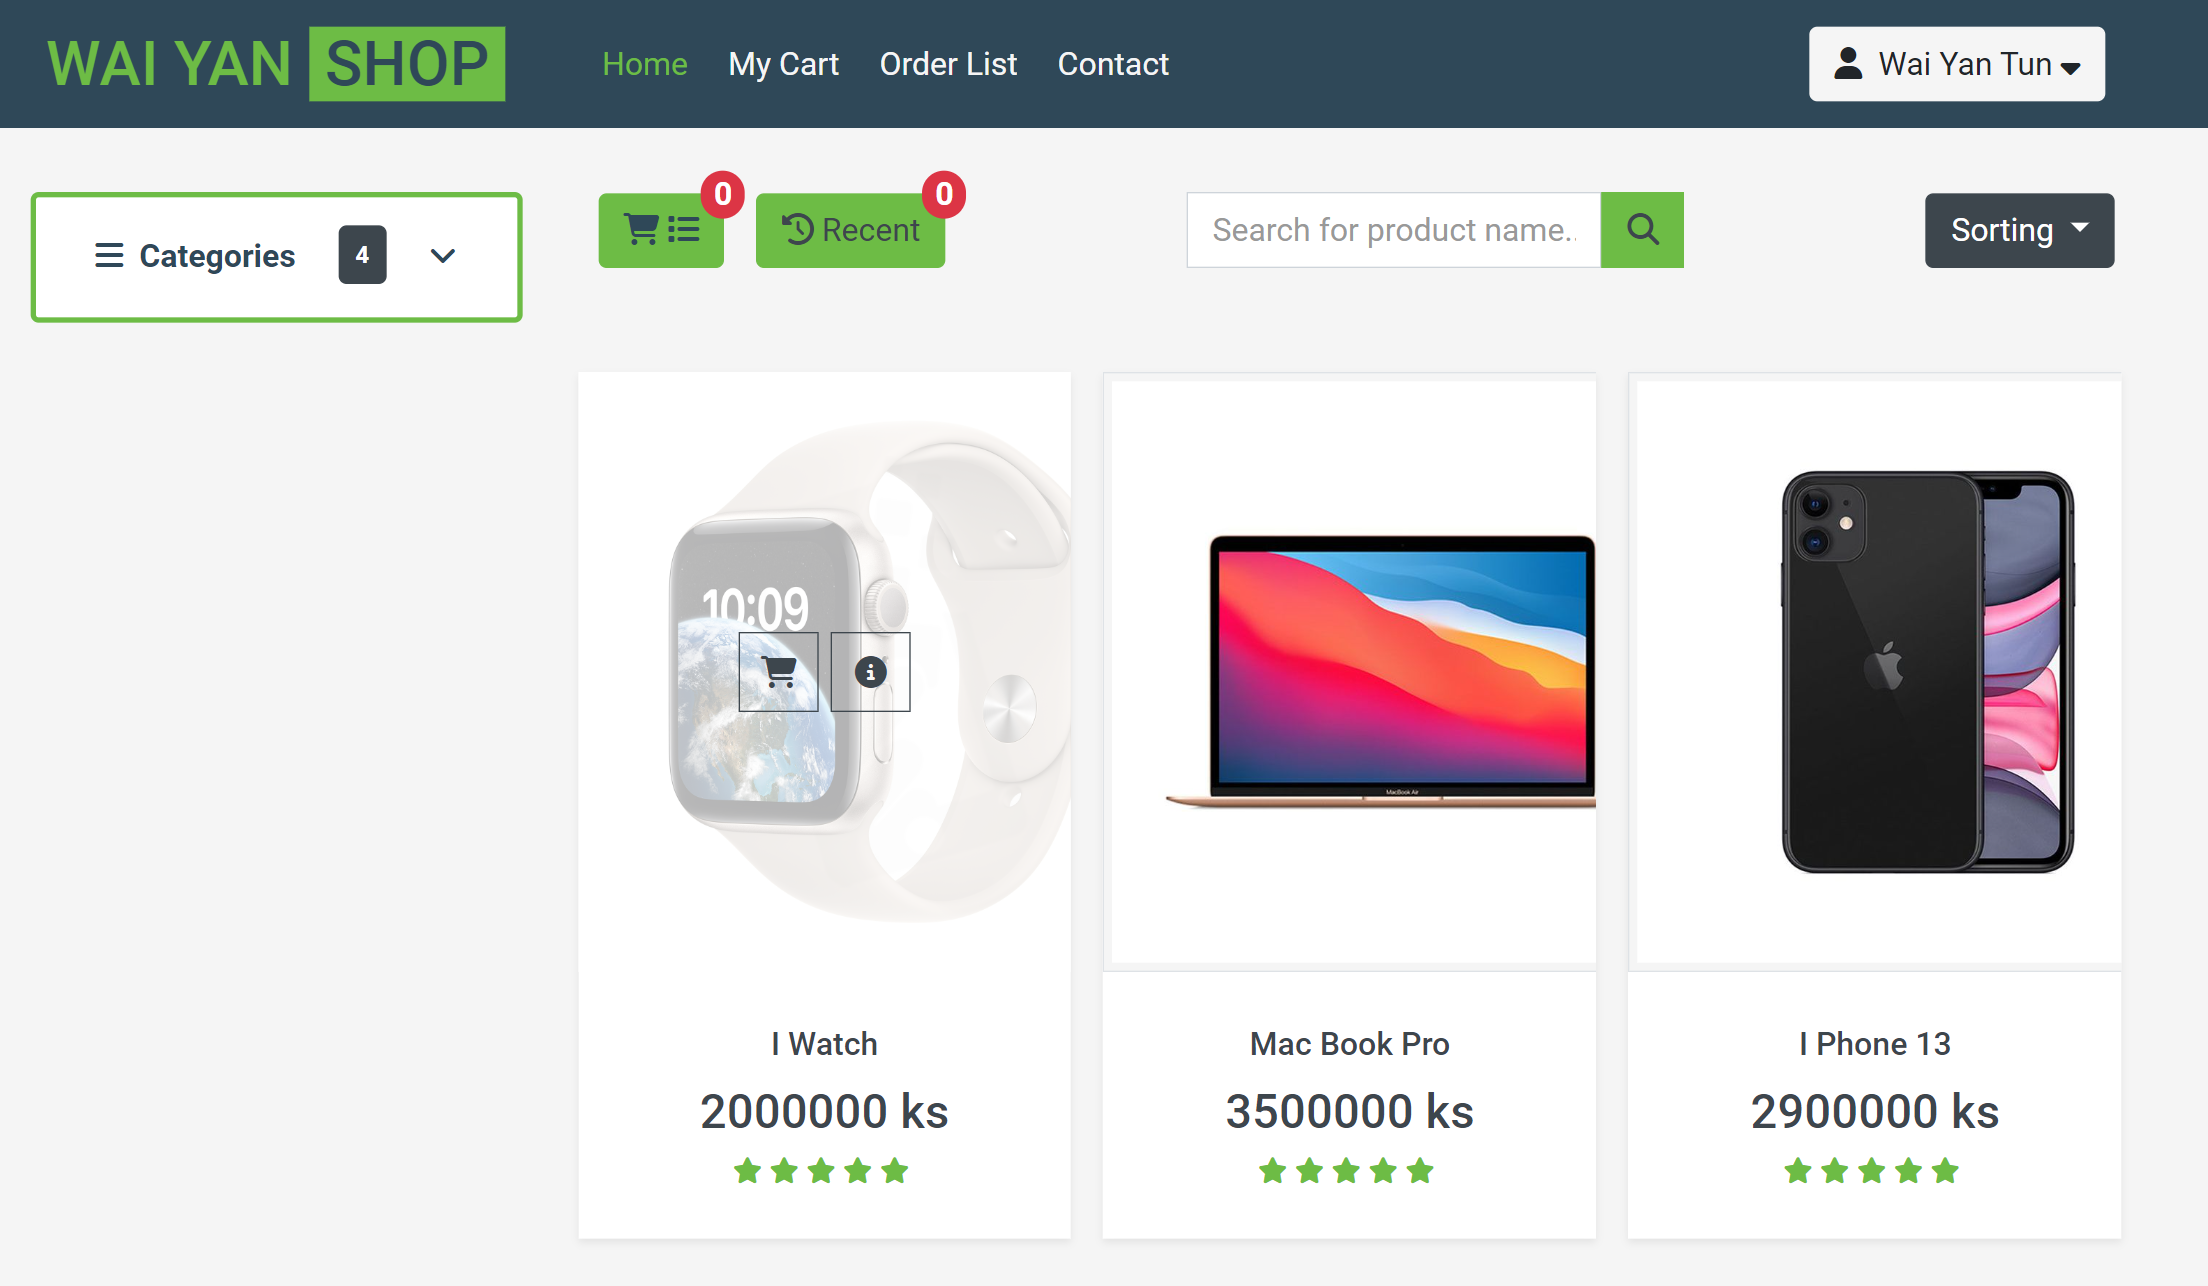 WAI YAN SHOP
Home My Cart Order List Contact
Wai Yan Tun
Categories 4
0
Recent 0
Search for product name..
Sorting
10:09
MacBook Air
I Watch
2000000 ks
Mac Book Pro
3500000 ks
I Phone 13
2900000 ks